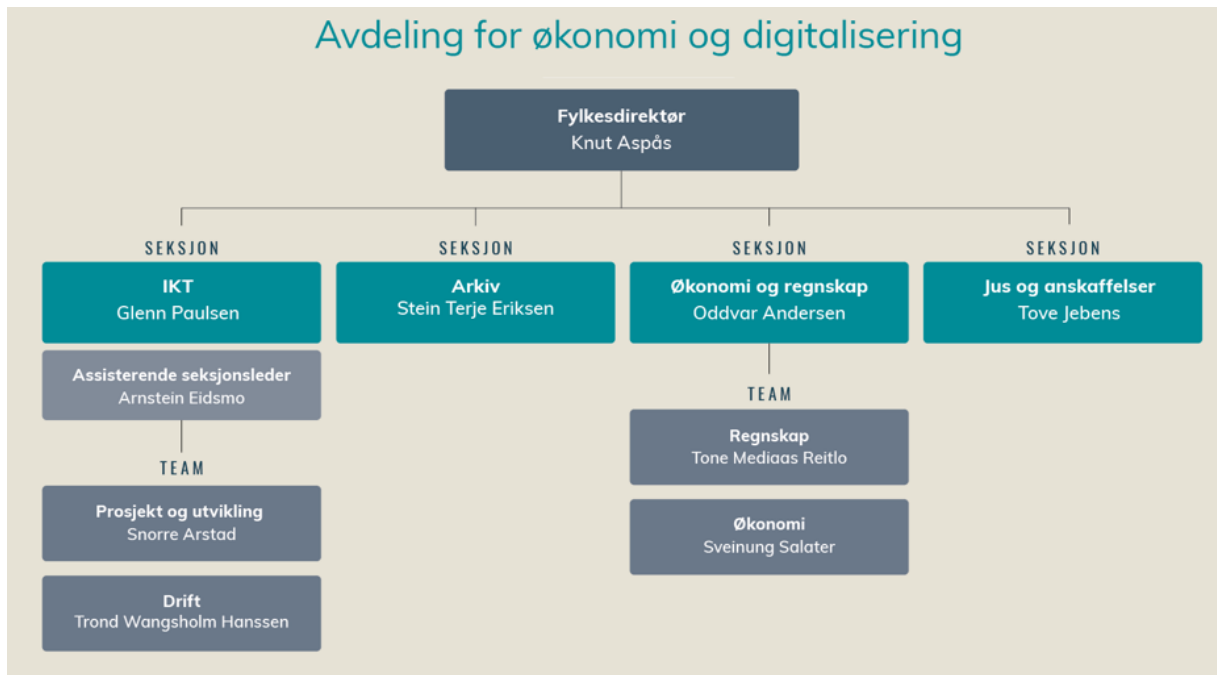 Avdeling for økonomi og digitalisering
Fylkesdirektør
Knut Aspås
SEKSJON
IKT
Glenn Paulsen
Assisterende seksjonsleder
Arnstein Eidsmo
TEAM
Prosjekt og utvikling
Snorre Arstad
Drift
Trond Wangsholm Hanssen
SEKSJON
Arkiv
Stein Terje Eriksen
SEKSJON
Økonomi og regnskap
Oddvar Andersen
TEAM
Regnskap
Tone Mediaas Reitlo
Økonomi
Sveinung Salater
SEKSJON
Jus og anskaffelser
Tove Jebens